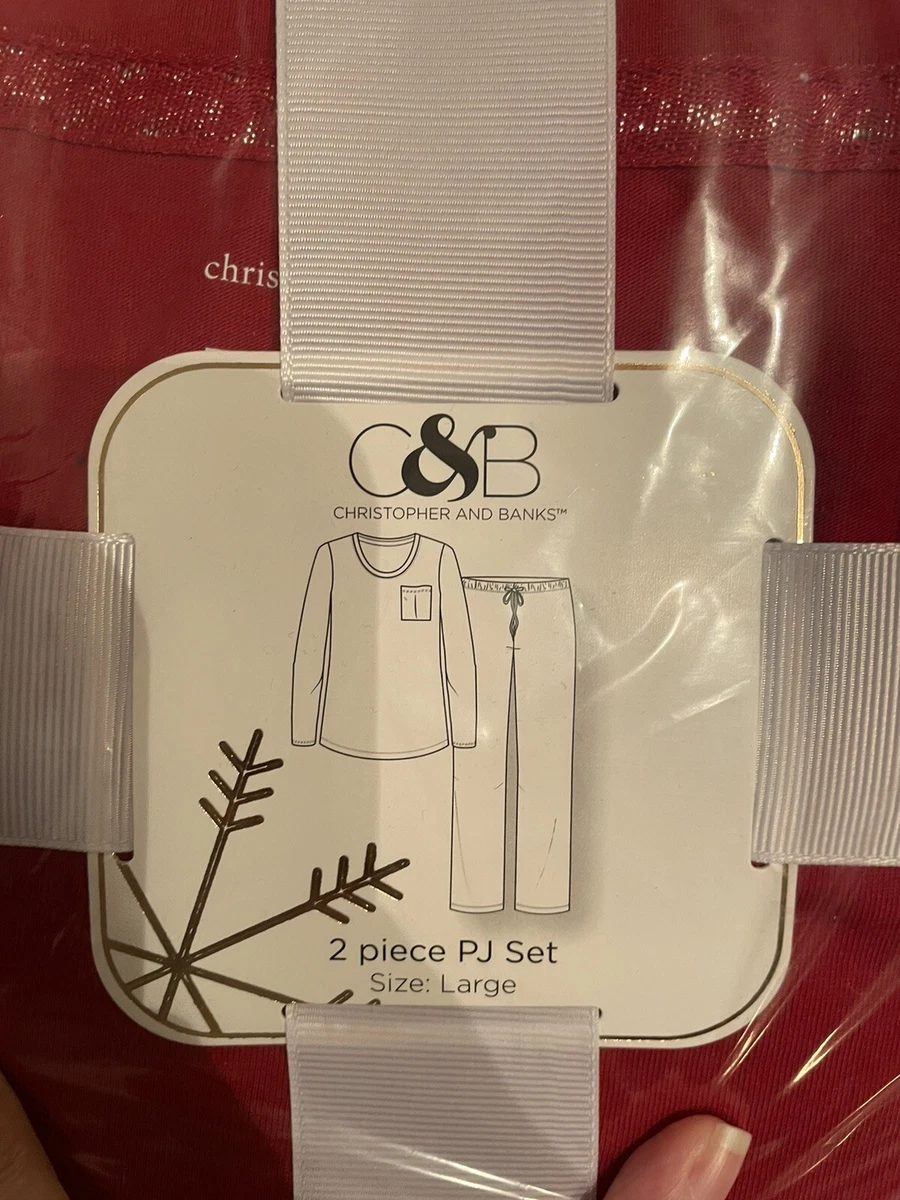 chris
C&B
CHRISTOPHER AND BANKS™
2 piece PJ Set
Size: Large